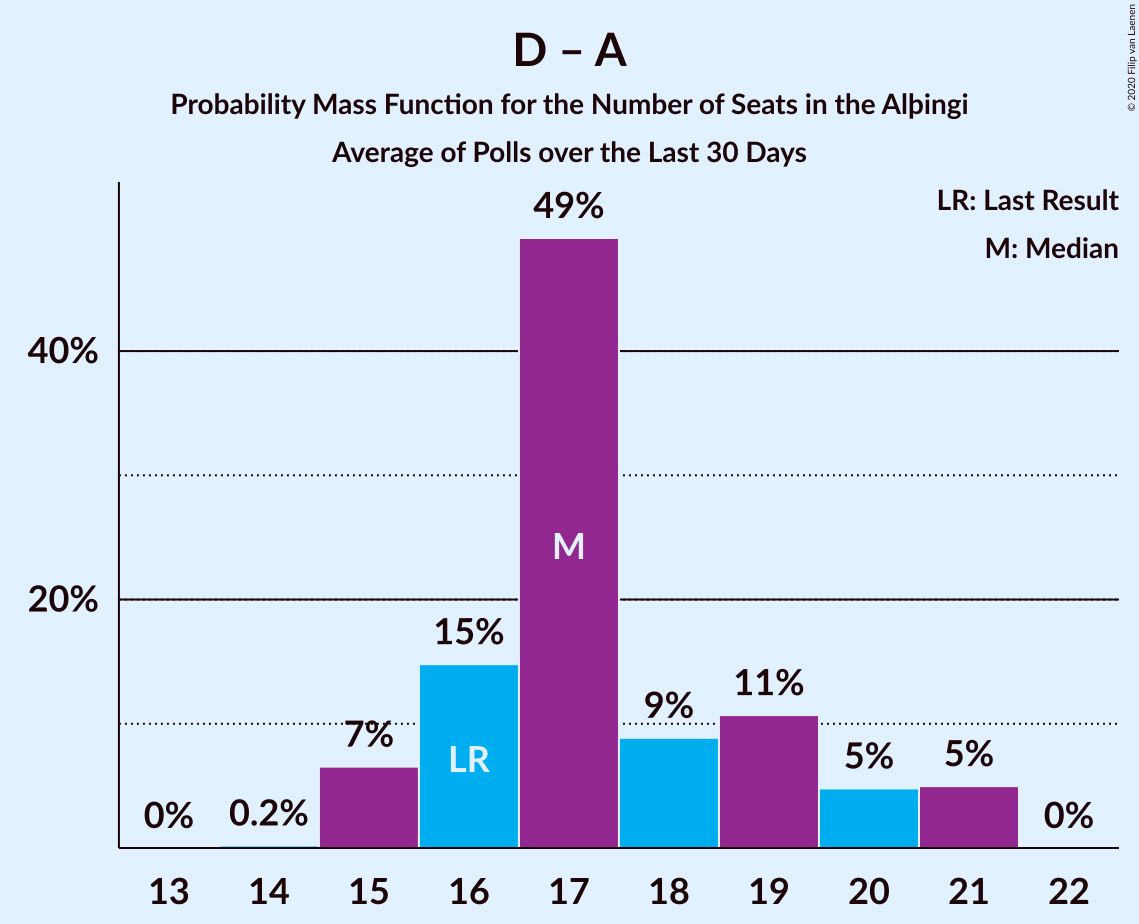 D – A
Probability Mass Function for the Number of Seats in the Alþingi
Average of Polls over the Last 30 Days
© 2020 Filip van Laenen
LR: Last Result
M: Median
49%
40%
M
20%
15%
11%
9%
7%
LR
5%
5%
0%
0.2%
0%
13 14 15 16 17 18 19 20 21 22